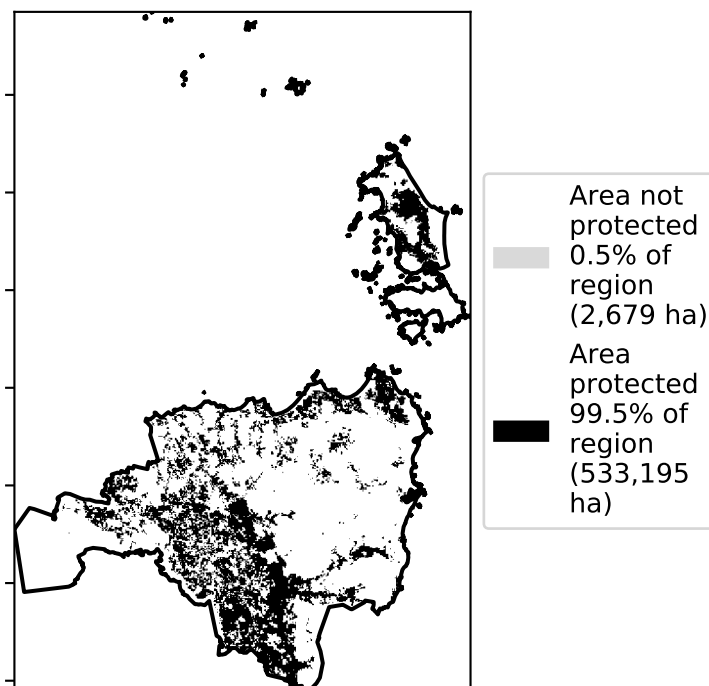 Area not
protected
0.5% of
region
(2,679 ha)
Area
protected
99.5% of
region
(533,195
ha)